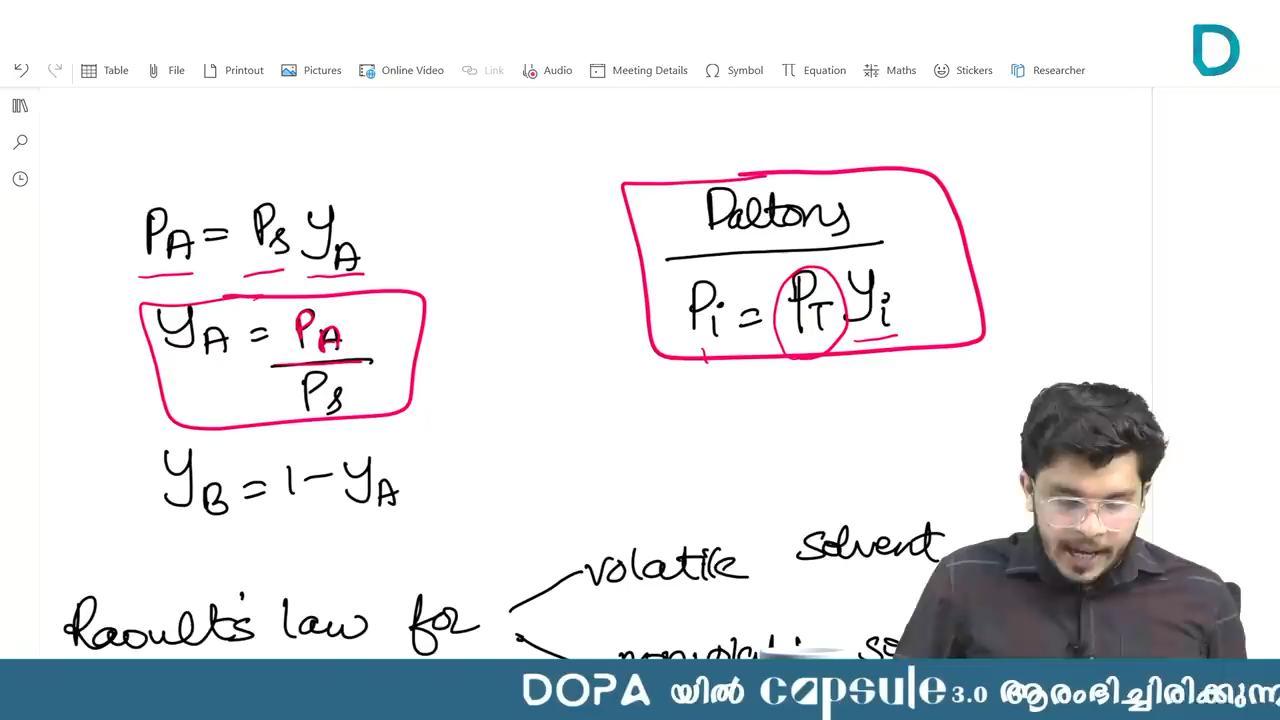 D
Table File Printout Pictures Online Video Link Audio Meeting Details Symbol Equation Maths Stickers Researcher
PA = Ps yA
yA = PA / Ps
yB = 1 - yA
Daltons
Pi = PT yi
Raoult's law for
volatile solvent
DOPA യിൽ capsule 3.0 ആരംഭിച്ചിരിക്കുന്ന